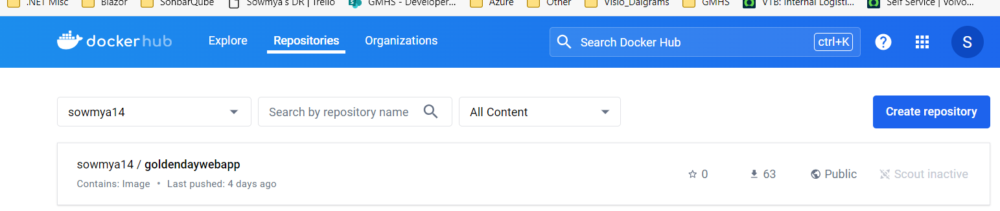 .NET Misc Blazor SonbarQube Sowmya's DR | Trello GMHS - Developer... Azure Other Visio_Daigrams GMHS VTB: Internal Logisti... Self Service | Volvo...
dockerhub Explore Repositories Organizations Search Docker Hub ctrl+K ? S
sowmya14 Search by repository name All Content Create repository
sowmya14 / goldendaywebapp
0 63 Public Scout inactive
Contains: Image • Last pushed: 4 days ago